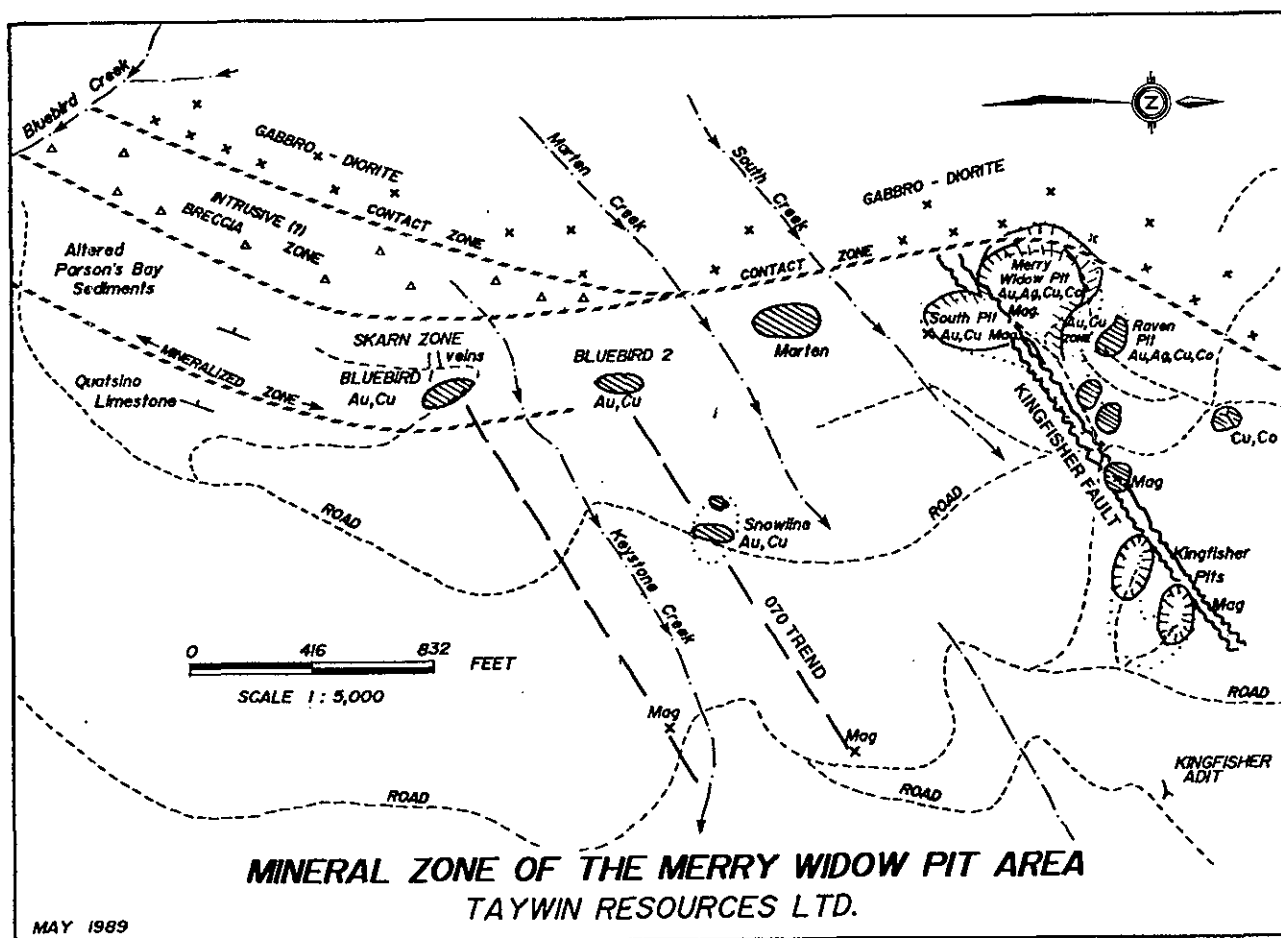 Bluebird Creek
GABBRO - DIORITE
Marten Creek
South Creek
GABBRO - DIORITE
N
CONTACT ZONE
INTRUSIVE (?)
BRECCIA ZONE
Altered
Parson's Bay
Sediments
CONTACT ZONE
Merry
Widow Pit
Au,Ag,Cu,Co
Mag.
South Pit
Au,Cu Mag
Au,Cu
ZONE
Raven
Pit
Au,Ag,Cu,Co
SKARN ZONE
veins
MINERALIZED ZONE
Quatsino
Limestone
BLUEBIRD
Au,Cu
BLUEBIRD 2
Au,Cu
Marten
KINGFISHER FAULT
Cu,Co
Mag
ROAD
Snowline
Au,Cu
ROAD
Kingfisher
Pits
Mag
Keystone Creek
070 TREND
0 416 832 FEET
SCALE 1 : 5,000
Mag
Mag
ROAD
ROAD
ROAD
KINGFISHER
ADIT
MINERAL ZONE OF THE MERRY WIDOW PIT AREA
TAYWIN RESOURCES LTD.
MAY 1989